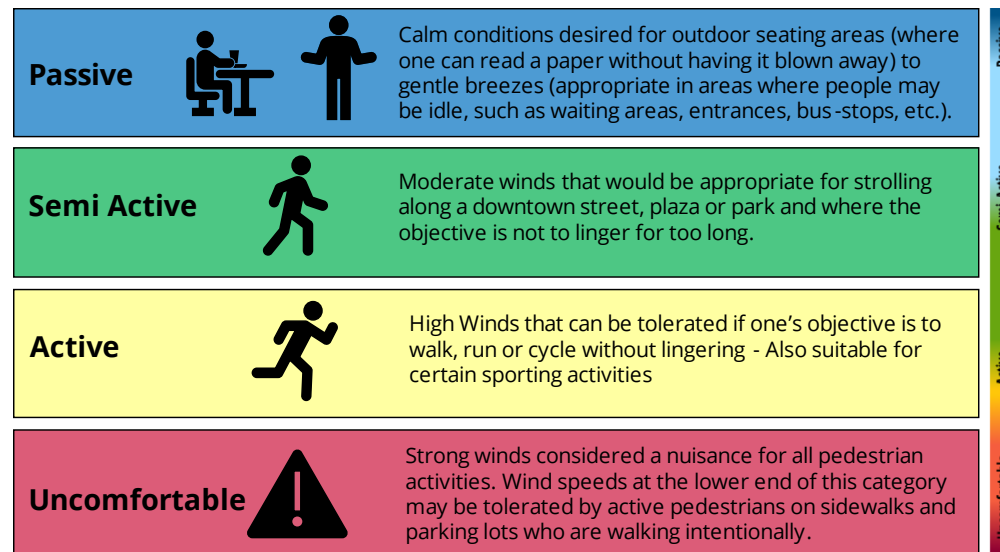 Passive
Calm conditions desired for outdoor seating areas (where
one can read a paper without having it blown away) to
gentle breezes (appropriate in areas where people may
be idle, such as waiting areas, entrances, bus-stops, etc.).
Semi Active
Moderate winds that would be appropriate for strolling
along a downtown street, plaza or park and where the
objective is not to linger for too long.
Active
High Winds that can be tolerated if one’s objective is to
walk, run or cycle without lingering - Also suitable for
certain sporting activities
Uncomfortable
Strong winds considered a nuisance for all pedestrian
activities. Wind speeds at the lower end of this category
may be tolerated by active pedestrians on sidewalks and
parking lots who are walking intentionally.